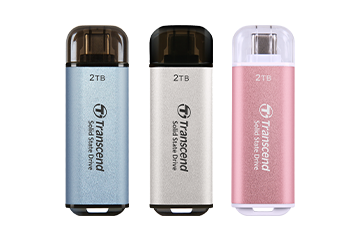 2TB
Transcend
Solid State Drive
2TB
Transcend
Solid State Drive
2TB
Transcend
Solid State Drive